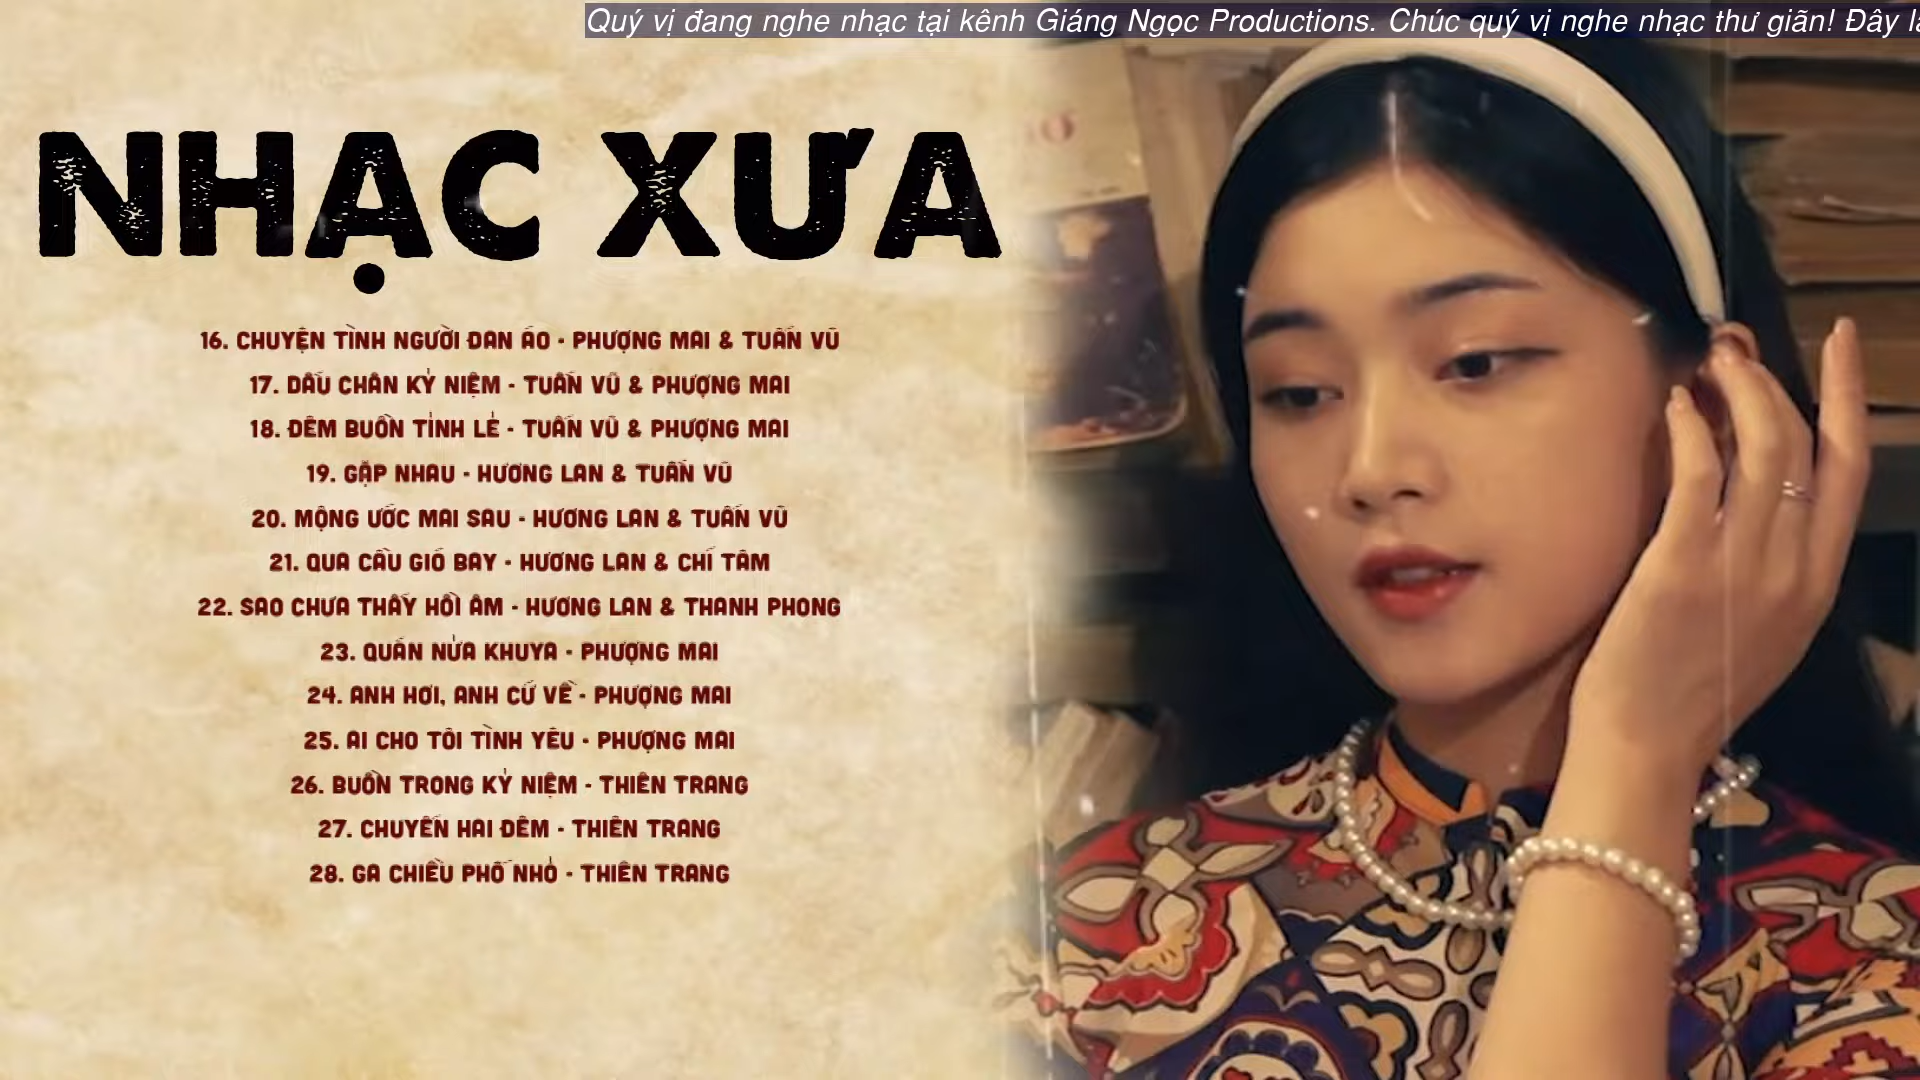 Quý vị đang nghe nhạc tại kênh Giáng Ngọc Productions. Chúc quý vị nghe nhạc thư giãn! Đây là
NHẠC XƯA
16. CHUYỆN TÌNH NGƯỜI ĐAN ÁO - PHƯỢNG MAI & TUẤN VŨ
17. DẤU CHÂN KỶ NIỆM - TUẤN VŨ & PHƯỢNG MAI
18. ĐÊM BUỒN TỈNH LẺ - TUẤN VŨ & PHƯỢNG MAI
19. GẶP NHAU - HƯƠNG LAN & TUẤN VŨ
20. MỘNG ƯỚC MAI SAU - HƯƠNG LAN & TUẤN VŨ
21. QUA CẦU GIÓ BAY - HƯƠNG LAN & CHÍ TÂM
22. SAO CHƯA THẤY HỒI ÂM - HƯƠNG LAN & THANH PHONG
23. QUÁN NỬA KHUYA - PHƯỢNG MAI
24. ANH HƠI, ANH CỨ VỀ - PHƯỢNG MAI
25. AI CHO TÔI TÌNH YÊU - PHƯỢNG MAI
26. BUỒN TRONG KỶ NIỆM - THIÊN TRANG
27. CHUYẾN HAI ĐÊM - THIÊN TRANG
28. GA CHIỀU PHỐ NHỎ - THIÊN TRANG